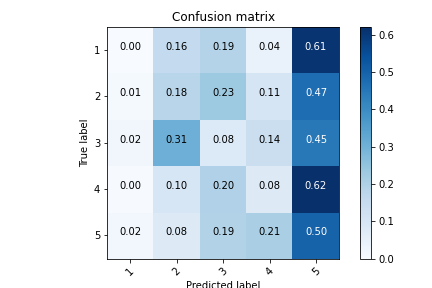 Confusion matrix
True label
1 0.00 0.16 0.19 0.04 0.61
2 0.01 0.18 0.23 0.11 0.47
3 0.02 0.31 0.08 0.14 0.45
4 0.00 0.10 0.20 0.08 0.62
5 0.02 0.08 0.19 0.21 0.50
1 2 3 4 5
Predicted label
0.6
0.5
0.4
0.3
0.2
0.1
0.0